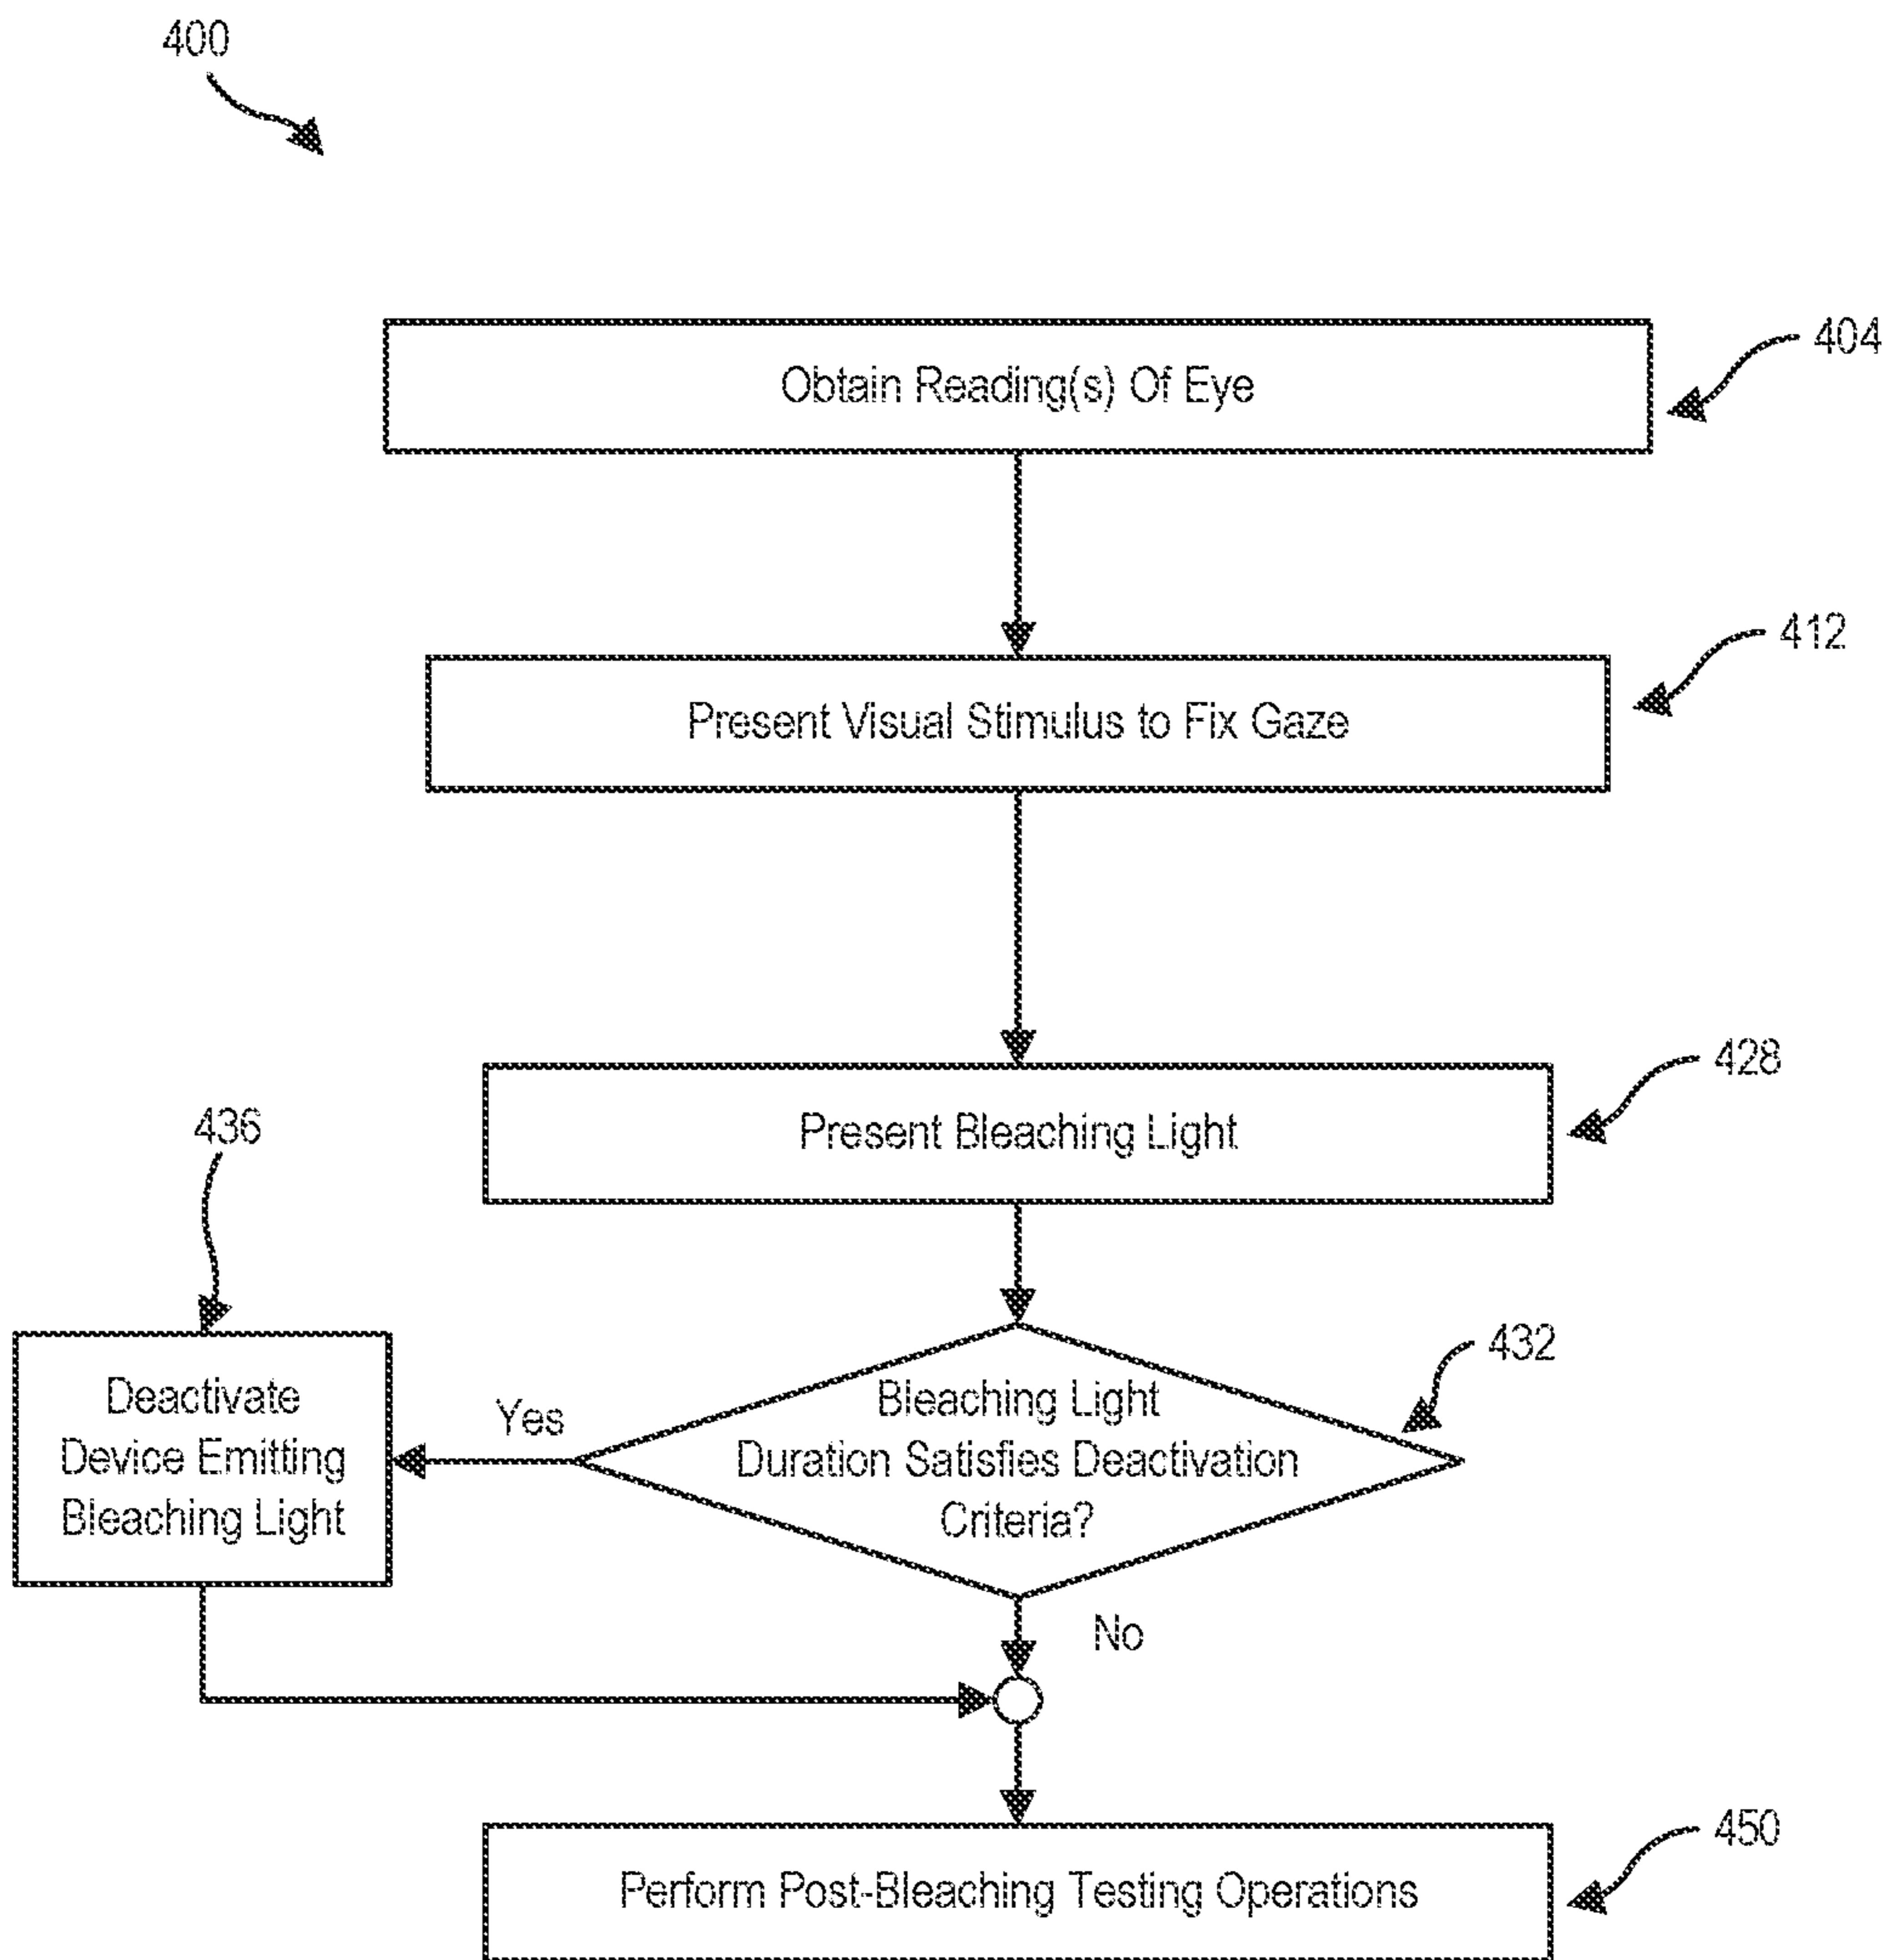 400
Obtain Reading(s) Of Eye
404
Present Visual Stimulus to Fix Gaze
412
Present Bleaching Light
428
436
Deactivate
Device Emitting
Bleaching Light
Yes
Bleaching Light
Duration Satisfies Deactivation
Criteria?
432
No
Perform Post-Bleaching Testing Operations
450